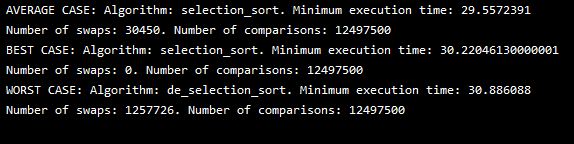 AVERAGE CASE: Algorithm: selection_sort. Minimum execution time: 29.5572391
Number of swaps: 30450. Number of comparisons: 12497500
BEST CASE: Algorithm: selection_sort. Minimum execution time: 30.22046130000001
Number of swaps: 0. Number of comparisons: 12497500
WORST CASE: Algorithm: de_selection_sort. Minimum execution time: 30.886088
Number of swaps: 1257726. Number of comparisons: 12497500